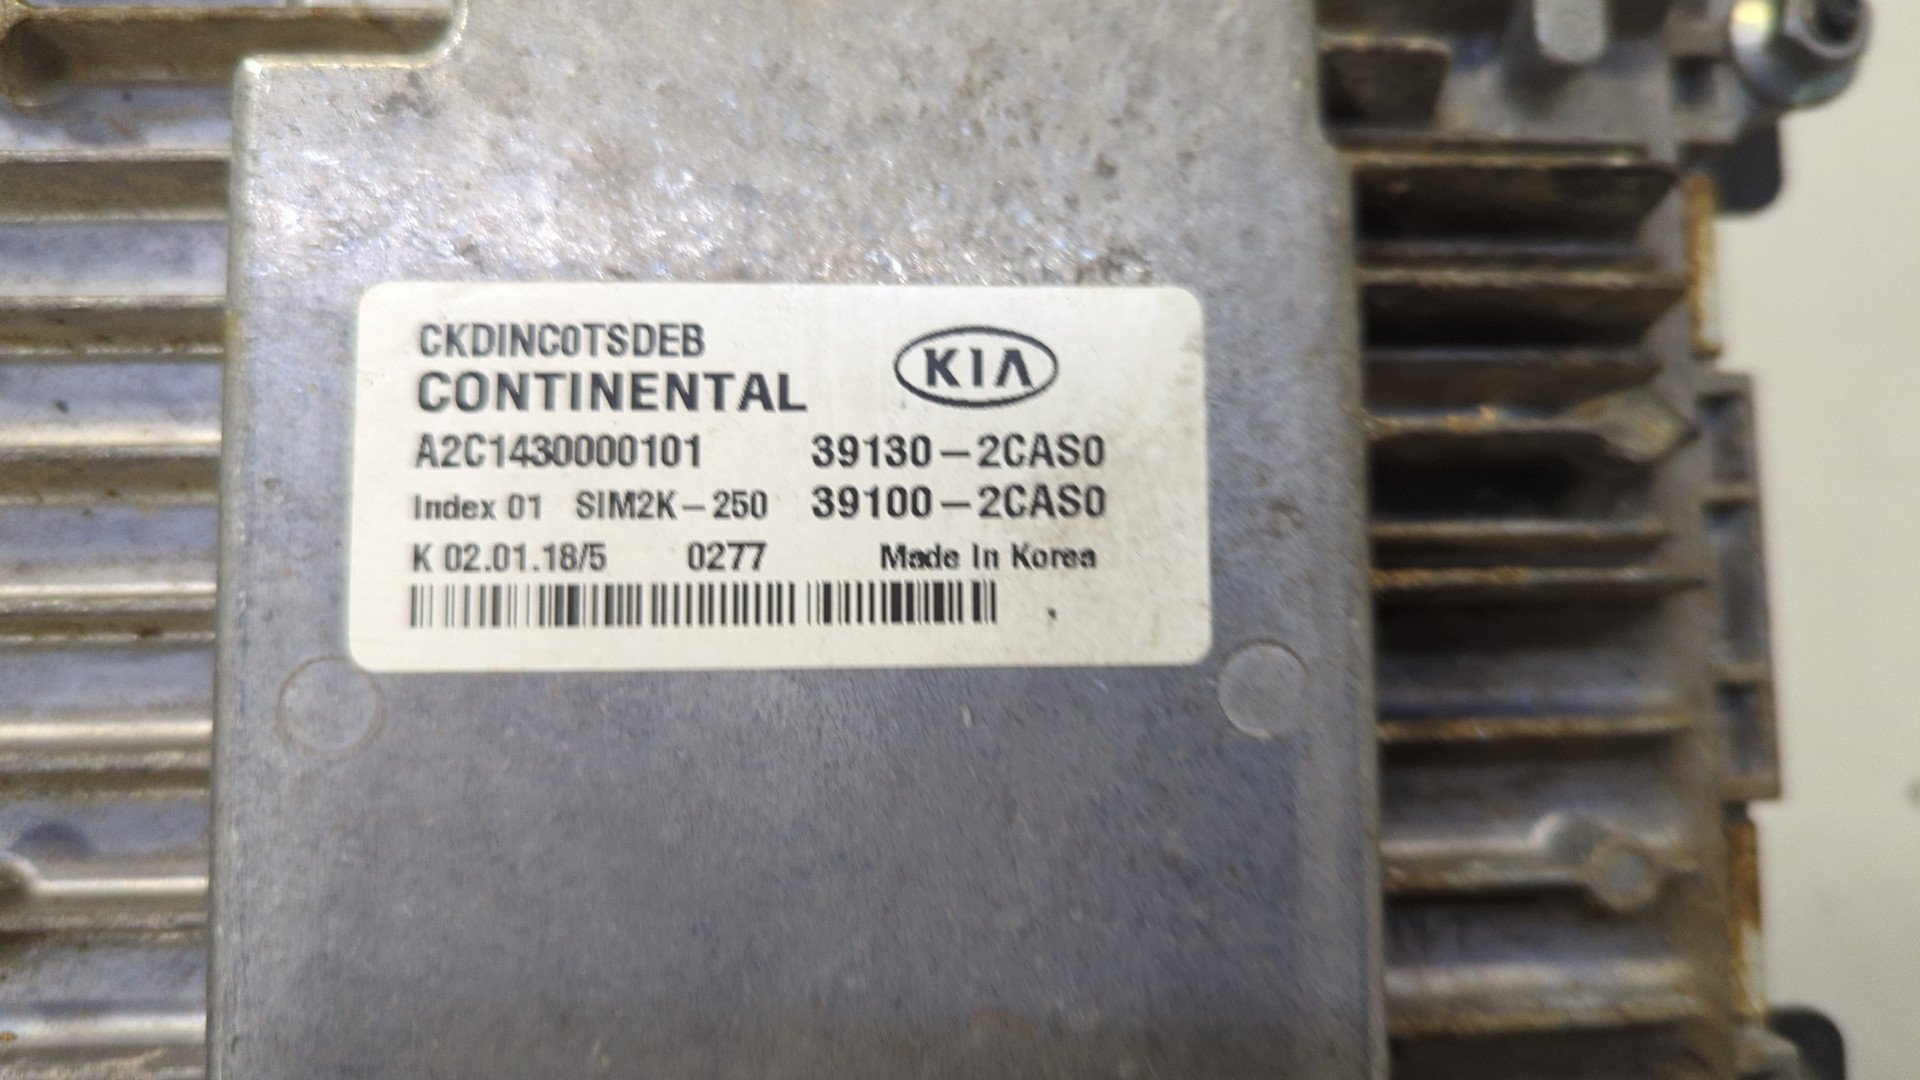 CKDINC0TSDEB
CONTINENTAL
KIA
A2C1430000101 39130-2CAS0
Index 01 SIM2K-250 39100-2CAS0
K 02.01.18/5 0277 Made In Korea